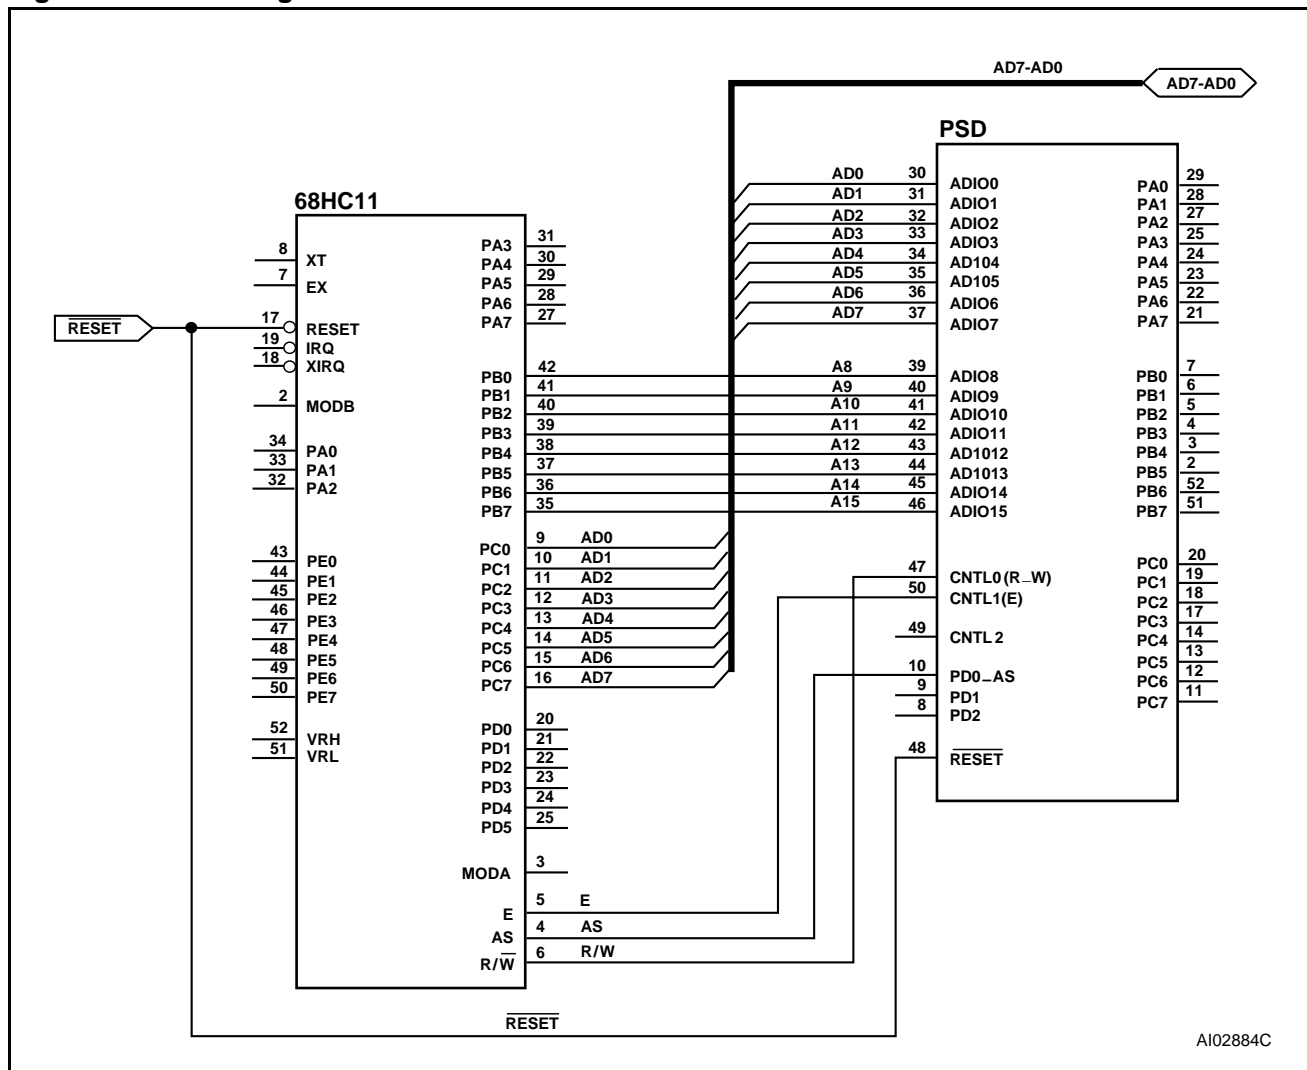 AD7-AD0
AD7-AD0
PSD
AD0 30 ADIO0
AD1 31 ADIO1
AD2 32 ADIO2
AD3 33 ADIO3
AD4 34 AD104
AD5 35 AD105
AD6 36 ADIO6
AD7 37 ADIO7
A8 39 ADIO8
A9 40 ADIO9
A10 41 ADIO10
A11 42 ADIO11
A12 43 AD1012
A13 44 AD1013
A14 45 ADIO14
A15 46 ADIO15
47 CNTL0(R_W)
50 CNTL1(E)
49 CNTL2
10 PD0_AS
9 PD1
8 PD2
48 RESET
PA0 29
PA1 28
PA2 27
PA3 25
PA4 24
PA5 23
PA6 22
PA7 21
PB0 7
PB1 6
PB2 5
PB3 4
PB4 3
PB5 2
PB6 52
PB7 51
PC0 20
PC1 19
PC2 18
PC3 17
PC4 14
PC5 13
PC6 12
PC7 11
68HC11
8 XT
7 EX
RESET
17 RESET
19 IRQ
18 XIRQ
2 MODB
34 PA0
33 PA1
32 PA2
43 PE0
44 PE1
45 PE2
46 PE3
47 PE4
48 PE5
49 PE6
50 PE7
52 VRH
51 VRL
PA3 31
PA4 30
PA5 29
PA6 28
PA7 27
PB0 42
PB1 41
PB2 40
PB3 39
PB4 38
PB5 37
PB6 36
PB7 35
PC0 9 AD0
PC1 10 AD1
PC2 11 AD2
PC3 12 AD3
PC4 13 AD4
PC5 14 AD5
PC6 15 AD6
PC7 16 AD7
PD0 20
PD1 21
PD2 22
PD3 23
PD4 24
PD5 25
MODA 3
E 5 E
AS 4 AS
R/W 6 R/W
RESET
AI02884C